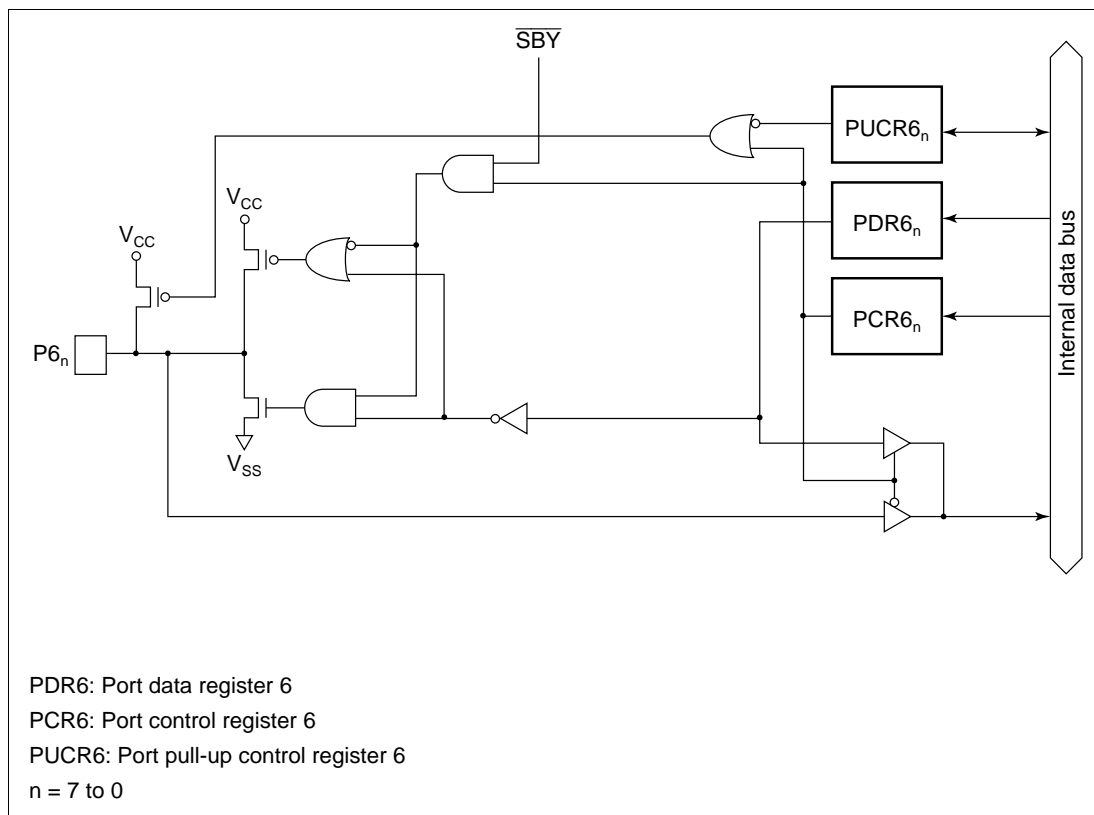 SBY
PUCR6n
VCC
PDR6n
VCC
PCR6n
P6n
VSS
Internal data bus
PDR6: Port data register 6
PCR6: Port control register 6
PUCR6: Port pull-up control register 6
n = 7 to 0